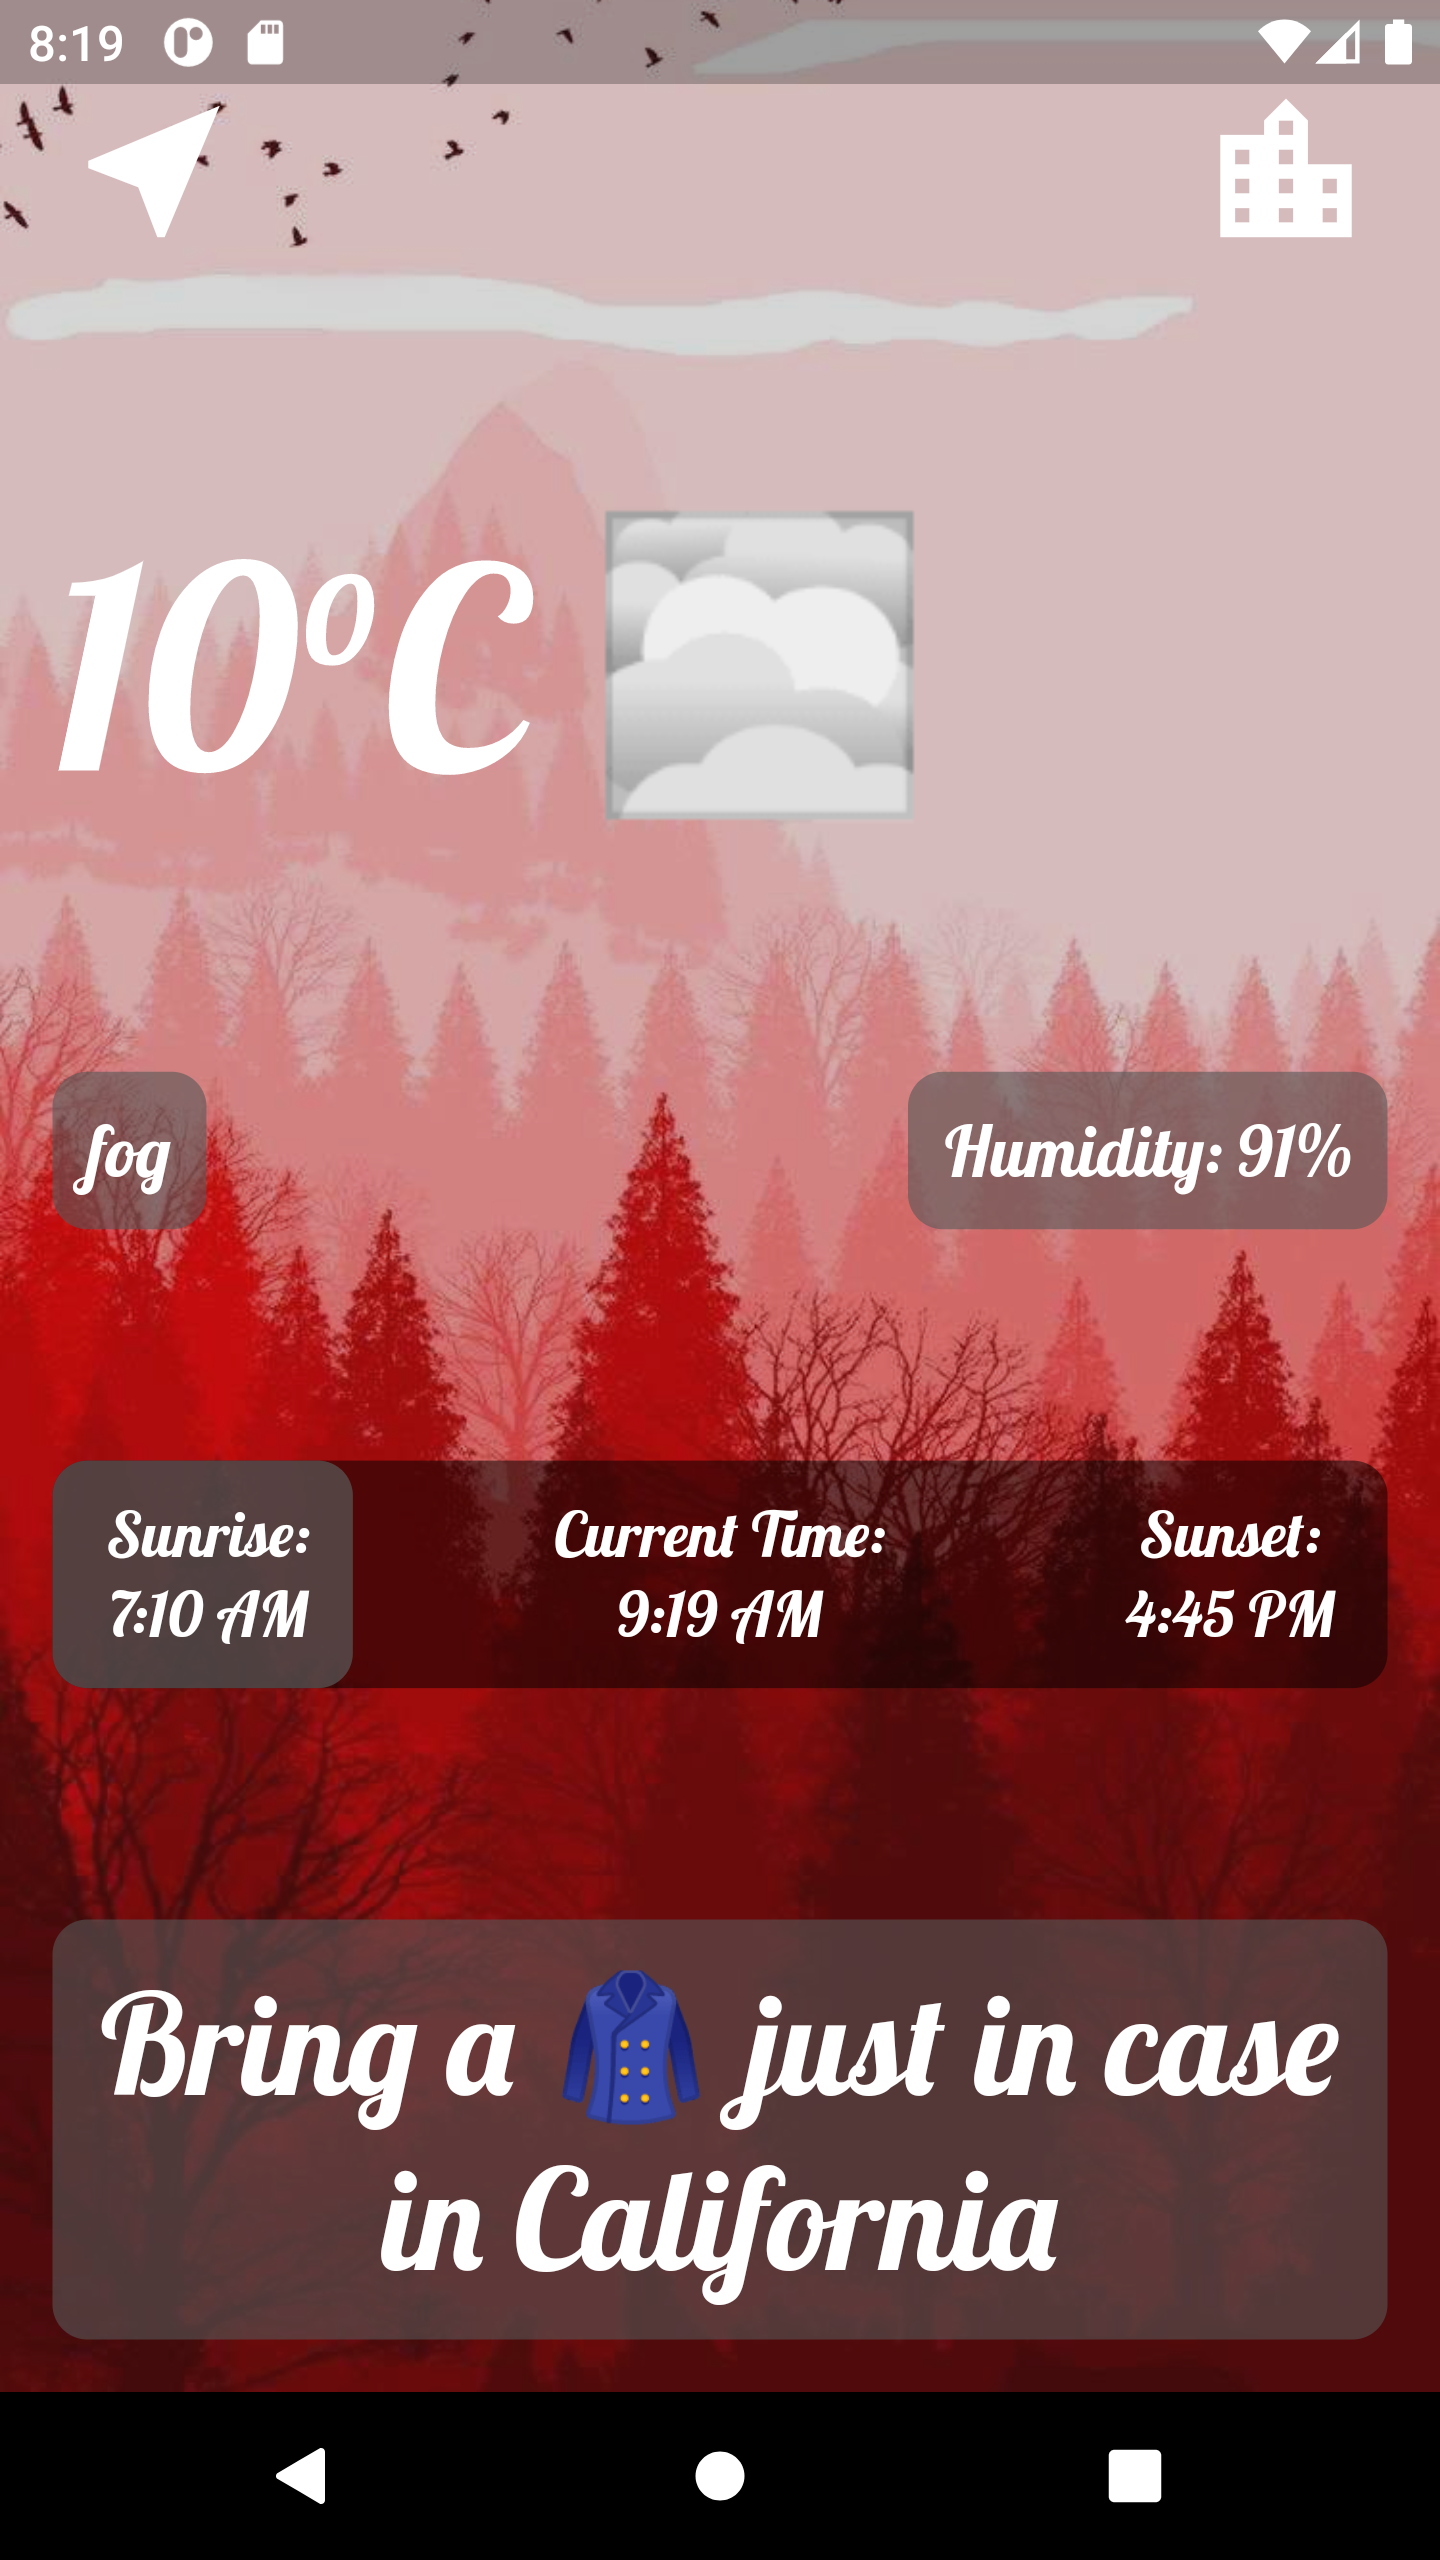 8:19
10°C
fog
Humidity: 91%
Sunrise:
7:10 AM
Current Time:
9:19 AM
Sunset:
4:45 PM
Bring a 🧥 just in case
in California